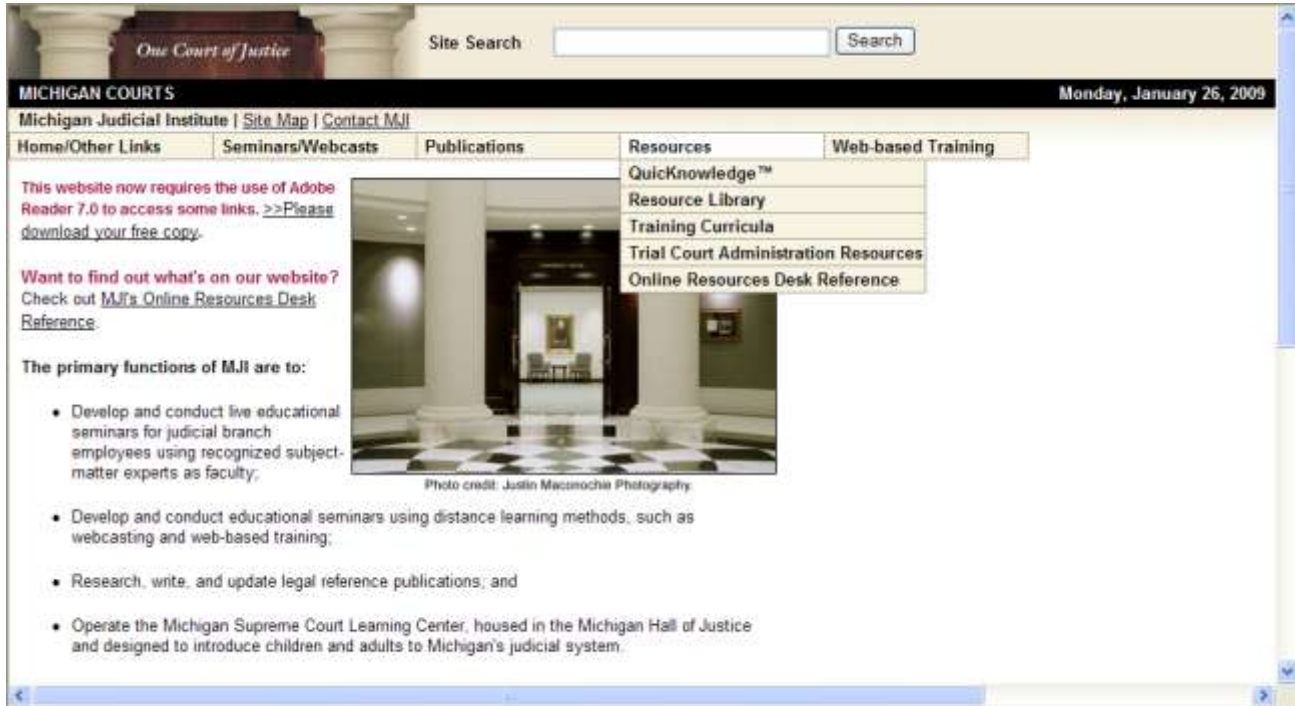 One Court of Justice
Site Search
Search
MICHIGAN COURTS
Monday, January 26, 2009
Michigan Judicial Institute | Site Map | Contact MJI
Home/Other Links
Seminars/Webcasts
Publications
Resources
Web-based Training
QuicKnowledge™
Resource Library
Training Curricula
Trial Court Administration Resources
Online Resources Desk Reference
This website now requires the use of Adobe
Reader 7.0 to access some links. >>Please
download your free copy.
Want to find out what's on our website?
Check out MJI's Online Resources Desk
Reference.
The primary functions of MJI are to:
• Develop and conduct live educational
seminars for judicial branch
employees using recognized subject-
matter experts as faculty;
Photo credit: Justin Maconochie Photography.
• Develop and conduct educational seminars using distance learning methods, such as
webcasting and web-based training;
• Research, write, and update legal reference publications; and
• Operate the Michigan Supreme Court Learning Center, housed in the Michigan Hall of Justice
and designed to introduce children and adults to Michigan's judicial system.